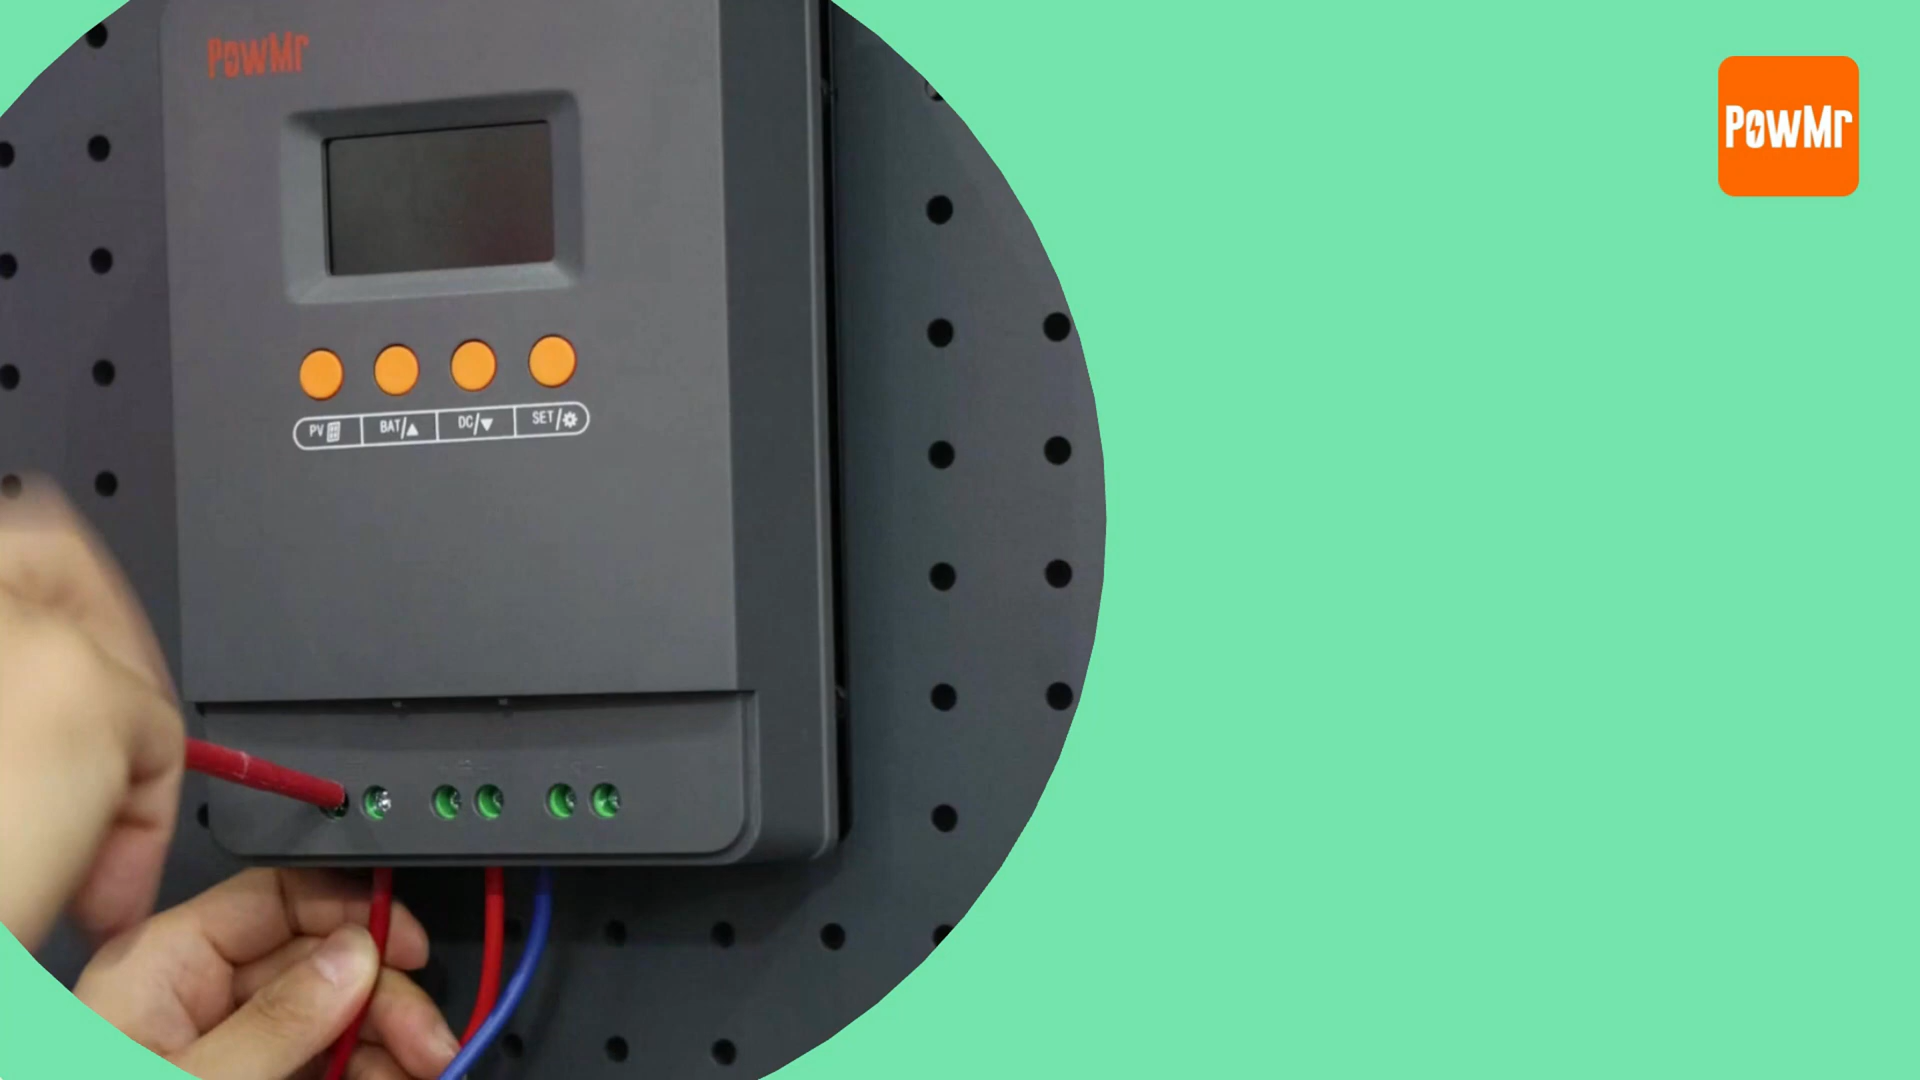 PowMr
PowMr
PV
BAT/▲
DC/▼
SET/